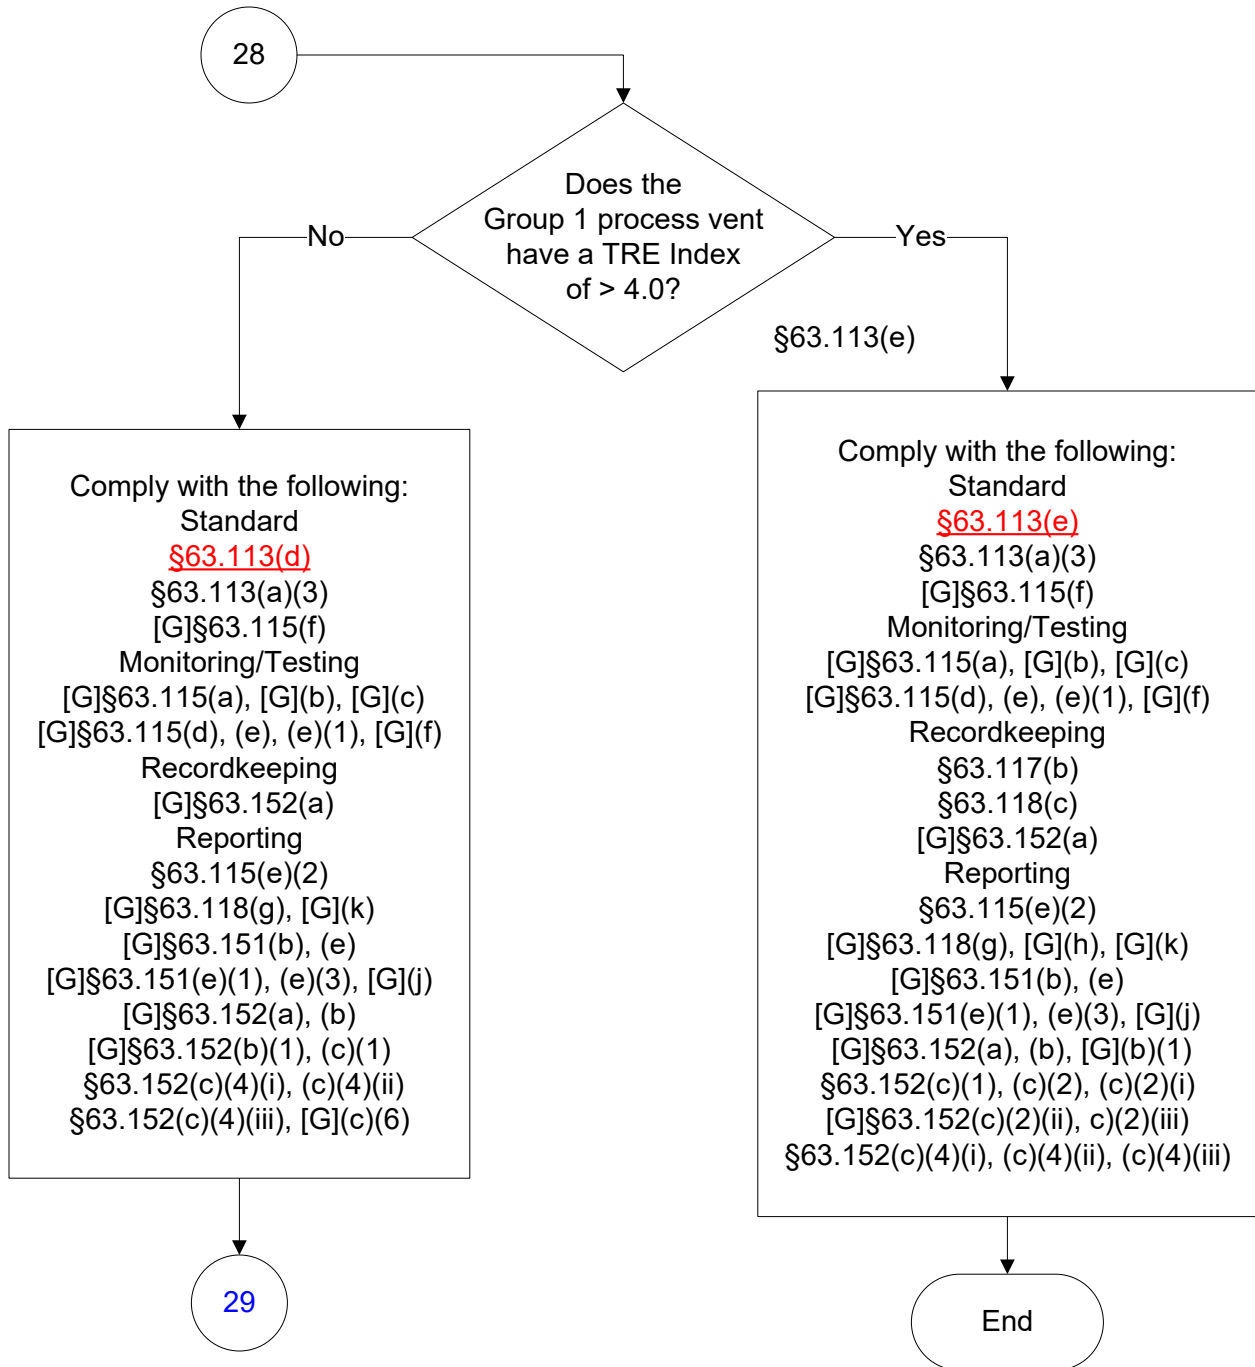 28
Does the
Group 1 process vent
have a TRE Index
of > 4.0?
No
Yes
§63.113(e)
Comply with the following:
Standard
§63.113(d)
§63.113(a)(3)
[G]§63.115(f)
Monitoring/Testing
[G]§63.115(a), [G](b), [G](c)
[G]§63.115(d), (e), (e)(1), [G](f)
Recordkeeping
[G]§63.152(a)
Reporting
§63.115(e)(2)
[G]§63.118(g), [G](k)
[G]§63.151(b), (e)
[G]§63.151(e)(1), (e)(3), [G](j)
[G]§63.152(a), (b)
[G]§63.152(b)(1), (c)(1)
§63.152(c)(4)(i), (c)(4)(ii)
§63.152(c)(4)(iii), [G](c)(6)
29
Comply with the following:
Standard
§63.113(e)
§63.113(a)(3)
[G]§63.115(f)
Monitoring/Testing
[G]§63.115(a), [G](b), [G](c)
[G]§63.115(d), (e), (e)(1), [G](f)
Recordkeeping
§63.117(b)
§63.118(c)
[G]§63.152(a)
Reporting
§63.115(e)(2)
[G]§63.118(g), [G](h), [G](k)
[G]§63.151(b), (e)
[G]§63.151(e)(1), (e)(3), [G](j)
[G]§63.152(a), (b), [G](b)(1)
§63.152(c)(1), (c)(2), (c)(2)(i)
[G]§63.152(c)(2)(ii), c)(2)(iii)
§63.152(c)(4)(i), (c)(4)(ii), (c)(4)(iii)
End